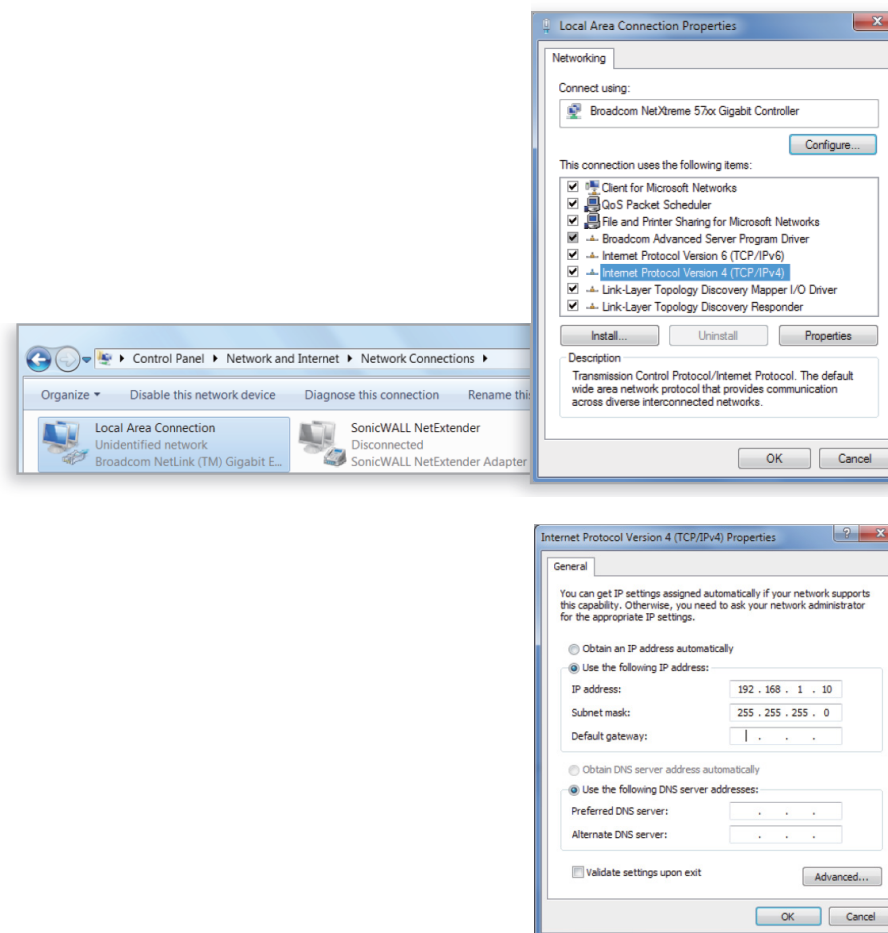 Local Area Connection Properties
Networking
Connect using:
Broadcom NetXtreme 57xx Gigabit Controller
Configure...
This connection uses the following items:
Client for Microsoft Networks
QoS Packet Scheduler
File and Printer Sharing for Microsoft Networks
Broadcom Advanced Server Program Driver
Internet Protocol Version 6 (TCP/IPv6)
Internet Protocol Version 4 (TCP/IPv4)
Link-Layer Topology Discovery Mapper I/O Driver
Link-Layer Topology Discovery Responder
Install... Uninstall Properties
Description
Transmission Control Protocol/Internet Protocol. The default
wide area network protocol that provides communication
across diverse interconnected networks.
OK Cancel
Control Panel Network and Internet Network Connections
Organize Disable this network device Diagnose this connection Rename this
Local Area Connection
Unidentified network
Broadcom NetLink (TM) Gigabit E...
SonicWALL NetExtender
Disconnected
SonicWALL NetExtender Adapter
Internet Protocol Version 4 (TCP/IPv4) Properties
General
You can get IP settings assigned automatically if your network supports
this capability. Otherwise, you need to ask your network administrator
for the appropriate IP settings.
Obtain an IP address automatically
Use the following IP address:
IP address: 192 . 168 . 1 . 10
Subnet mask: 255 . 255 . 255 . 0
Default gateway: . . .
Obtain DNS server address automatically
Use the following DNS server addresses:
Preferred DNS server: . . .
Alternate DNS server: . . .
Validate settings upon exit
Advanced...
OK Cancel